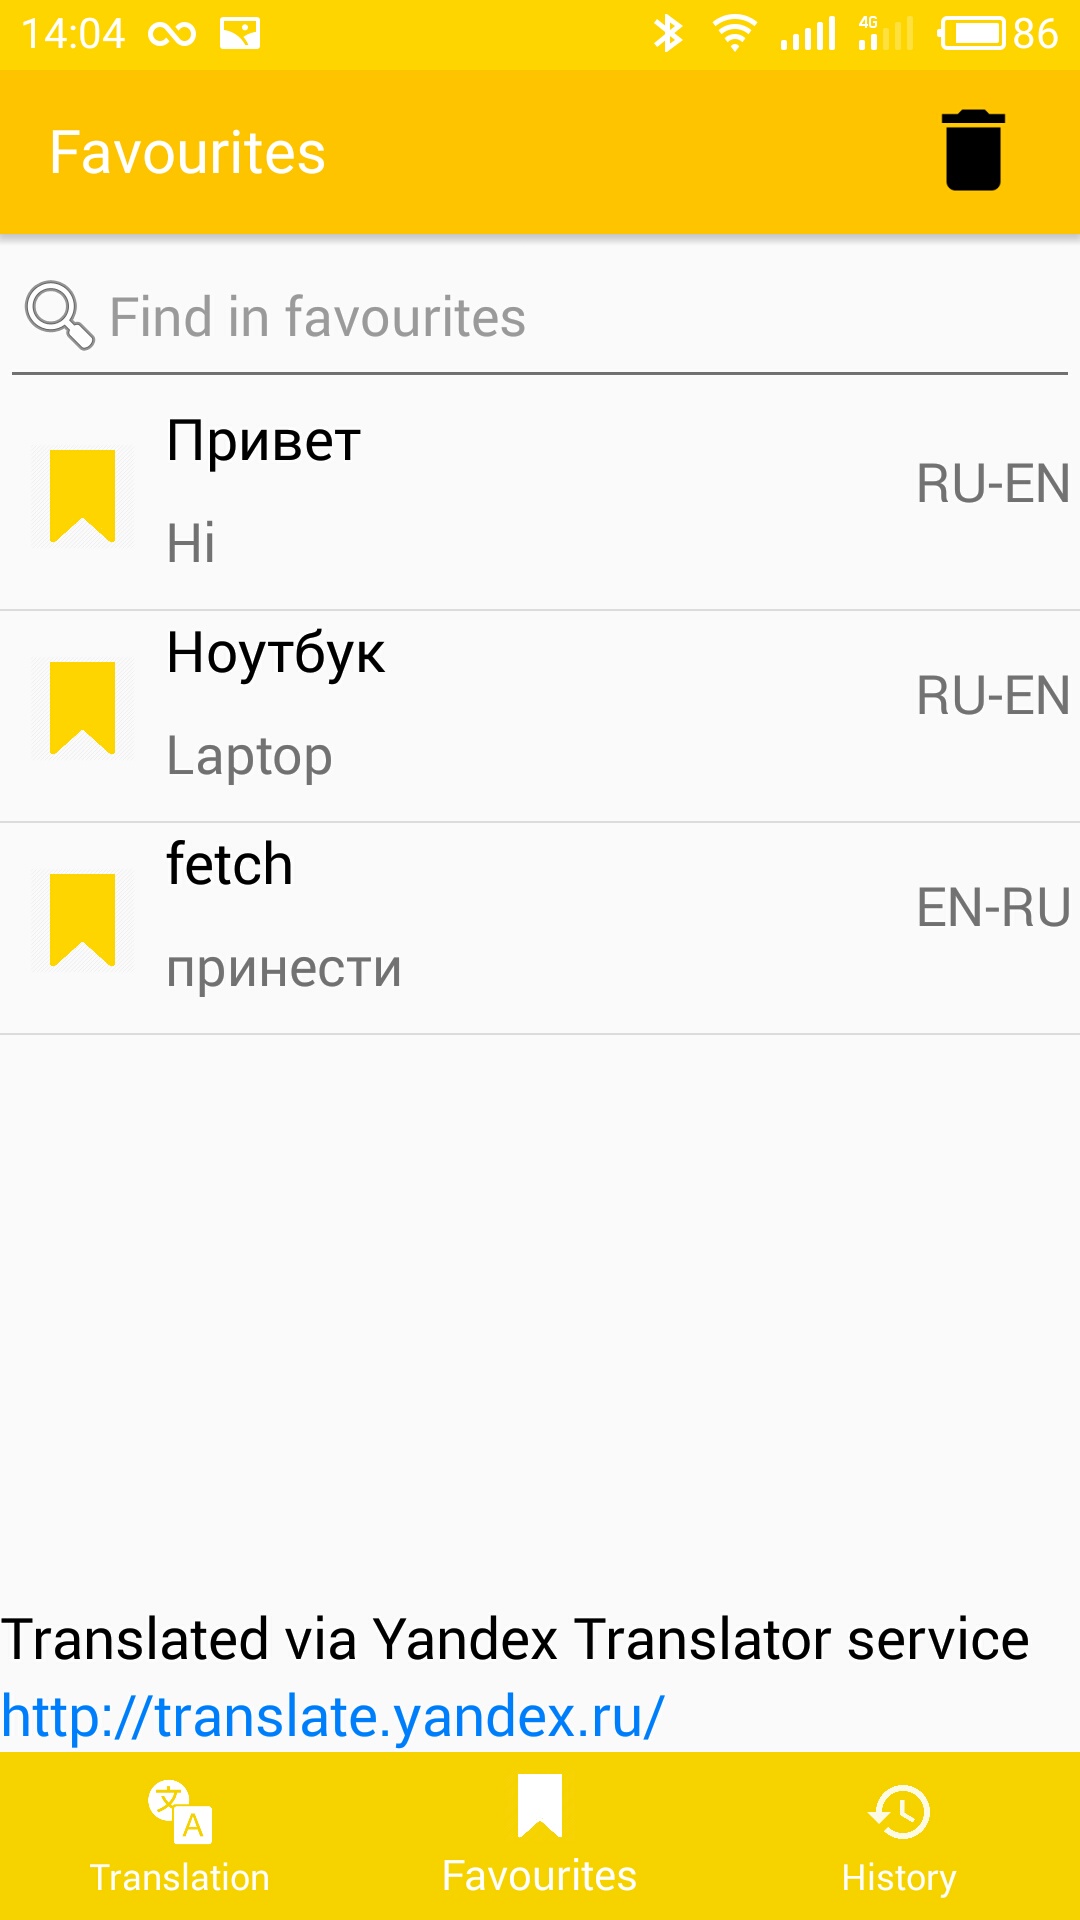 14:04 4G 86
Favourites
Find in favourites
Привет
RU-EN
Hi
Ноутбук
RU-EN
Laptop
fetch
EN-RU
принести
Translated via Yandex Translator service
http://translate.yandex.ru/
文 A
Translation Favourites History